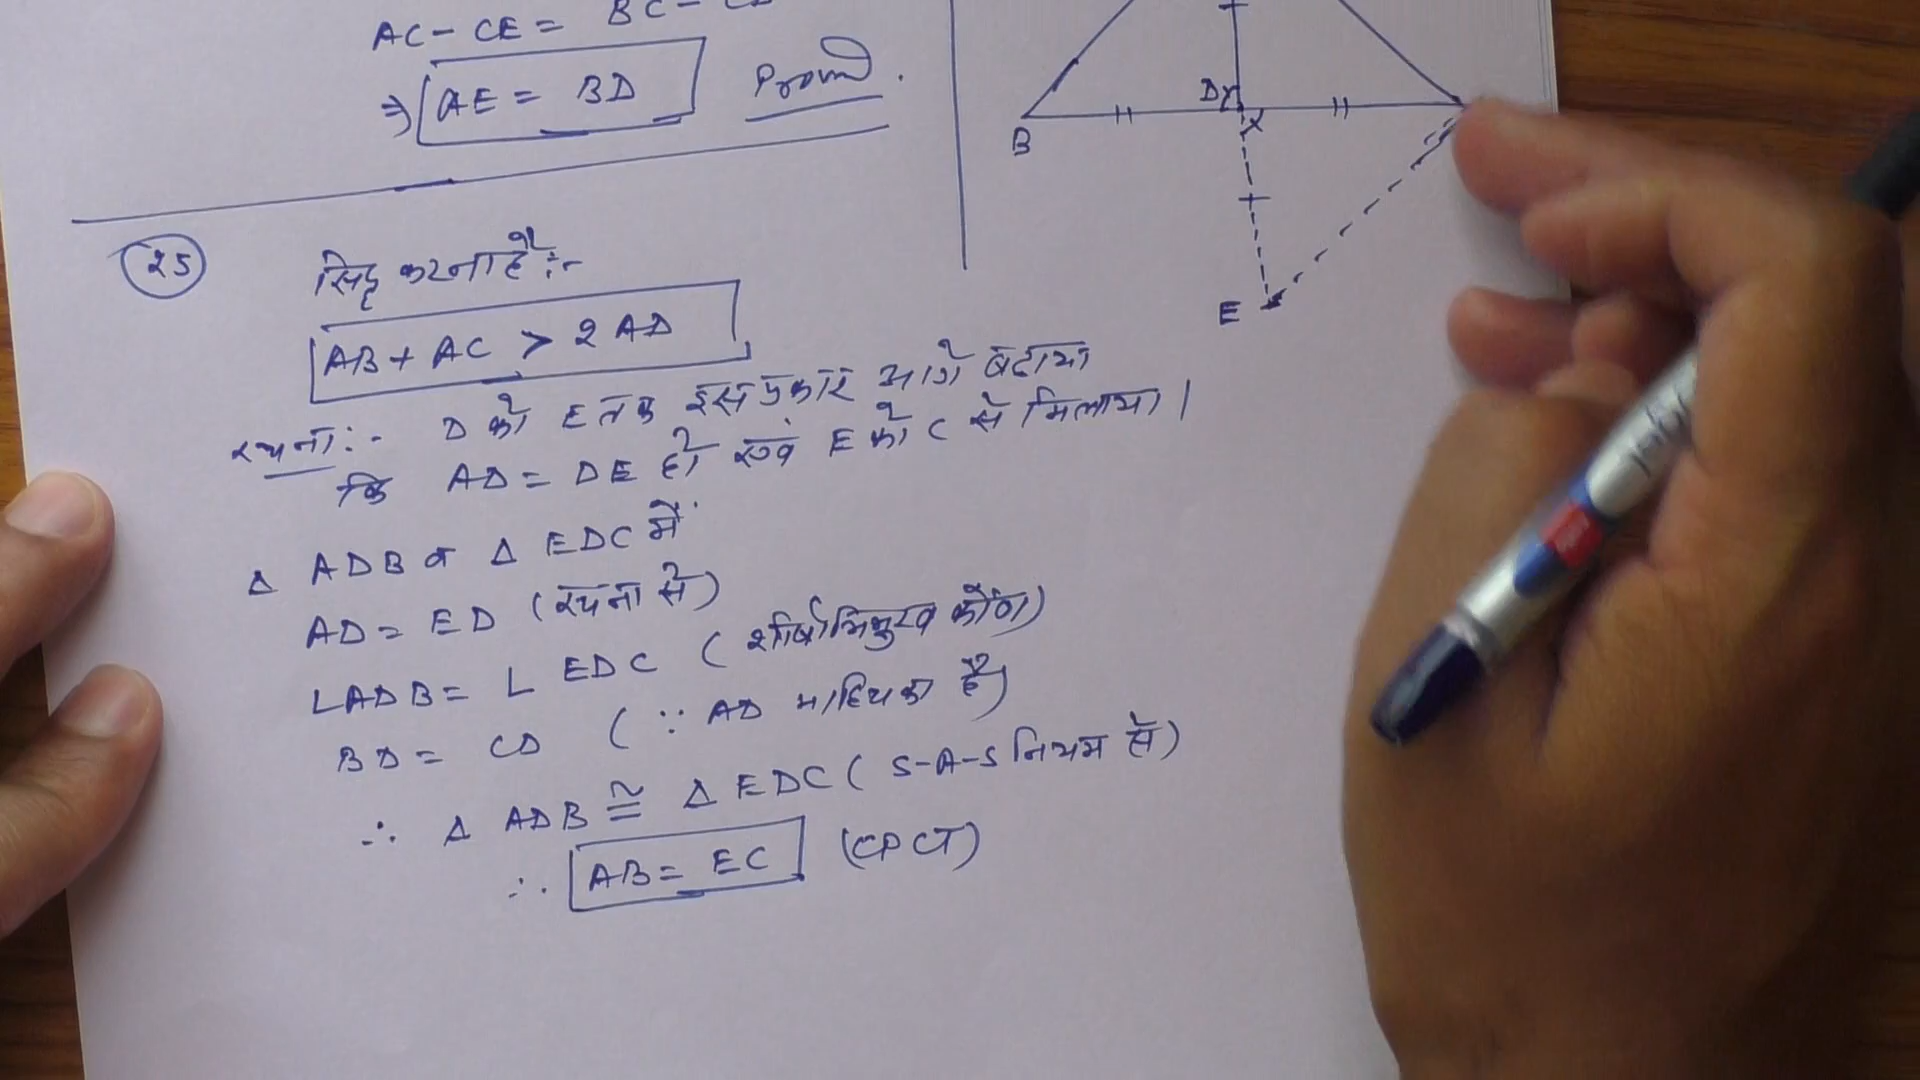 AC - CE = BC -
⇒ AE = BD Proved.
B
D
E
25
सिद्ध करना है :-
AB + AC > 2 AD
रचना :- D को E तक इस प्रकार आगे बढ़ाया
कि AD = DE हो एवं E को C से मिलाया।
Δ ADB व Δ EDC में
AD = ED (रचना से)
∠ADB = ∠ EDC (शीर्षाभिमुख कोण)
BD = CD (∵ AD माध्यिका है)
∴ Δ ADB ≅ Δ EDC (S-A-S नियम से)
∴ AB = EC (CPCT)